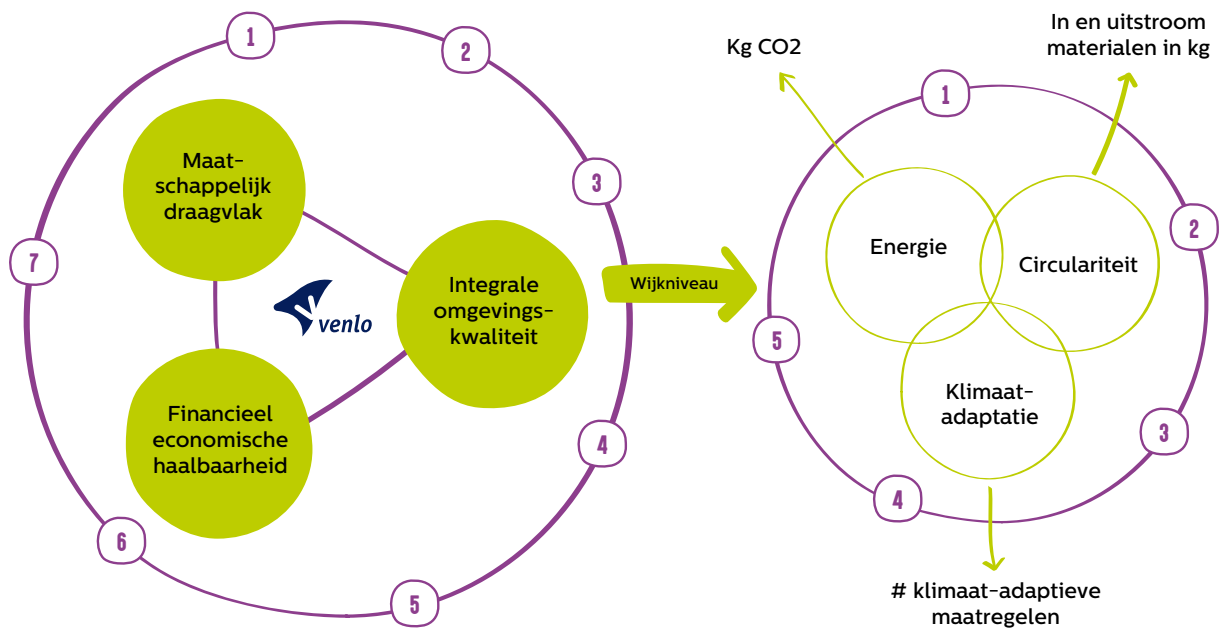 1
2
3
4
5
6
7
Maat-
schappelijk
draagvlak
Integrale
omgevings-
kwaliteit
venlo
Financieel
economische
haalbaarheid
Wijkniveau
Kg CO2
In en uitstroom
materialen in kg
1
2
3
4
5
Energie
Circulariteit
Klimaat-
adaptatie
# klimaat-adaptieve
maatregelen